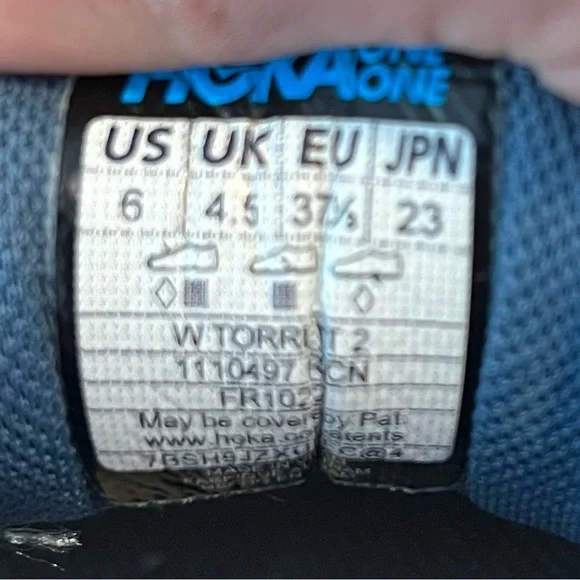 HOKA ONE ONE
US UK EU JPN
6 4.5 37⅓ 23
W TORRENT 2
1110497
FR1022
May be covered by Pat.
www.hoka.com/patents